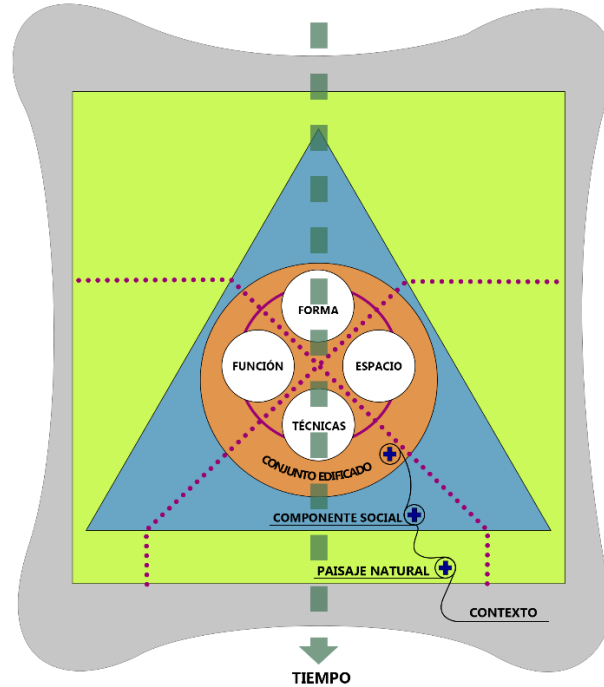 FORMA
FUNCIÓN
ESPACIO
TÉCNICAS
CONJUNTO EDIFICADO
COMPONENTE SOCIAL
PAISAJE NATURAL
CONTEXTO
TIEMPO